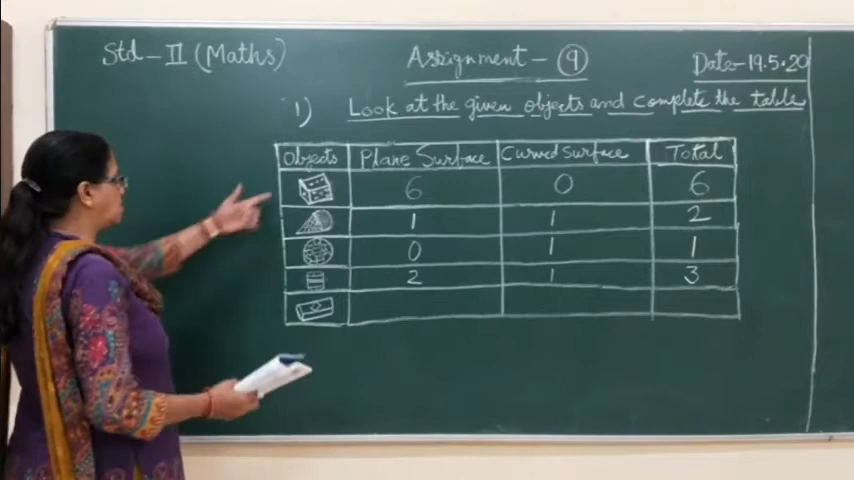 Std-II (Maths)
Assignment-9
Date-19.5.20
1) Look at the given objects and complete the table
Objects Plane Surface Curved Surface Total
6 0 6
1 1 2
0 1 1
2 1 3